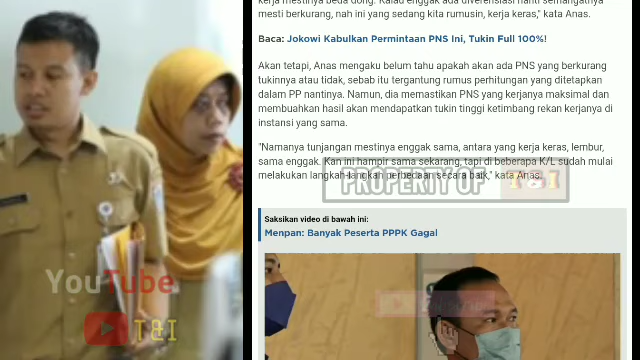 kerja mestinya beda dong. Kalau enggak ada diverensiasi nanti semangatnya
mesti berkurang, nah ini yang sedang kita rumusin, kerja keras," kata Anas.
Baca: Jokowi Kabulkan Permintaan PNS Ini, Tukin Full 100%!
Akan tetapi, Anas mengaku belum tahu apakah akan ada PNS yang berkurang
tukinnya atau tidak, sebab itu tergantung rumus perhitungan yang ditetapkan
dalam PP nantinya. Namun, dia memastikan PNS yang kerjanya maksimal dan
membuahkan hasil akan mendapatkan tukin tinggi ketimbang rekan kerjanya di
instansi yang sama.
"Namanya tunjangan mestinya enggak sama, antara yang kerja keras, lembur,
sama enggak. Kan ini hampir sama sekarang, tapi di beberapa K/L sudah mulai
melakukan langkah-langkah perbedaan secara baik," kata Anas.
PROPERTY OF T&I
Saksikan video di bawah ini:
Menpan: Banyak Peserta PPPK Gagal
YouTube
T&I